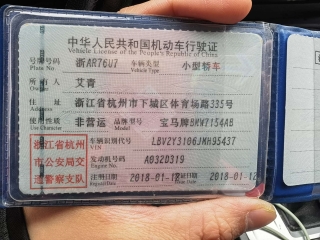 中华人民共和国机动车行驶证
Vehicle License of the People's Republic of China
号牌号码 浙AR76U7 车辆类型 小型轿车
Plate No. Vehicle Type
所有人 艾青
Owner
住址 浙江省杭州市下城区体育场路335号
Address
使用性质 非营运 品牌型号 宝马牌BMW7154AB
Use Character Model
浙江省杭州市公安局交通警察支队
车辆识别代号 LBV2Y3106JMH95437
VIN
发动机号码 A0320319
Engine No.
注册日期 2018-01-12 发证日期 2018-01-12
Register Date Issue Date